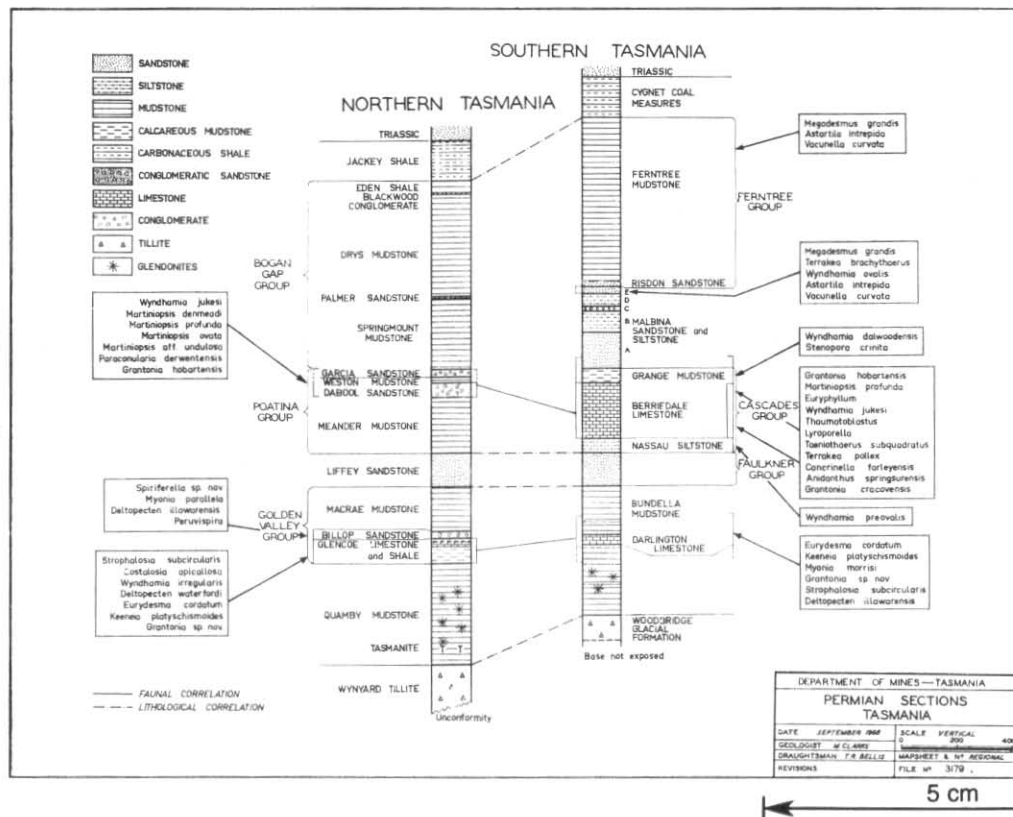 SOUTHERN TASMANIA
NORTHERN TASMANIA
SANDSTONE
SILTSTONE
MUDSTONE
CALCAREOUS MUDSTONE
CARBONACEOUS SHALE
CONGLOMERATIC SANDSTONE
LIMESTONE
CONGLOMERATE
TILLITE
GLENDONITES
TRIASSIC
JACKEY SHALE
EDEN SHALE
BLACKWOOD
CONGLOMERATE
DRYS MUDSTONE
BOGAN
GAP
GROUP
PALMER SANDSTONE
SPRINGMOUNT
MUDSTONE
GARCIA SANDSTONE
WESTON MUDSTONE
DABOOL SANDSTONE
POATINA
GROUP
MEANDER MUDSTONE
LIFFEY SANDSTONE
MACRAE MUDSTONE
GOLDEN
VALLEY
GROUP
BILLOP SANDSTONE
GLENCOE LIMESTONE
and SHALE
QUAMBY MUDSTONE
TASMANITE
T T
WYNYARD TILLITE
Unconformity
Wyndhamia jukesi
Martiniopsis denmeadi
Martiniopsis profunda
Martiniopsis ovata
Martiniopsis aff. undulosa
Paraconularia derwentensis
Grantonia hobartensis
Spiriferella sp. nov
Myonia parallela
Deltopecten illawarensis
Peruvispira
Strophalosia subcircularis
Costalosia apicallosa
Wyndhamia irregularis
Deltopecten waterfordi
Eurydesma cordatum
Keeneia platyschismoides
Grantonia sp nov
FAUNAL CORRELATION
LITHOLOGICAL CORRELATION
TRIASSIC
CYGNET COAL
MEASURES
FERNTREE
MUDSTONE
FERNTREE
GROUP
RISDON SANDSTONE
E
D
C
B
A
MALBINA
SANDSTONE and
SILTSTONE
GRANGE MUDSTONE
BERRIEDALE
LIMESTONE
CASCADES
GROUP
NASSAU SILTSTONE
FAULKNER
GROUP
BUNDELLA
MUDSTONE
DARLINGTON
LIMESTONE
WOODBRIDGE
GLACIAL
FORMATION
Base not exposed
Megadesmus grandis
Astartila intrepida
Vacunella curvata
Megadesmus grandis
Terrakea brachythaerus
Wyndhamia ovalis
Astartila intrepida
Vacunella curvata
Wyndhamia dalwoodensis
Stenopora crinita
Grantonia hobartensis
Martiniopsis profunda
Euryphyllum
Wyndhamia jukesi
Thaumatoblastus
Lyroporella
Taeniothaerus subquadratus
Terrakea pollex
Cancrinella farleyensis
Anidanthus springsurensis
Grantonia cracovensis
Wyndhamia preovalis
Eurydesma cordatum
Keeneia platyschismoides
Myonia morrisi
Grantonia sp nov
Strophalosia subcircularis
Deltopecten illawarensis
DEPARTMENT OF MINES—TASMANIA
PERMIAN SECTIONS
TASMANIA
DATE SEPTEMBER 1968
SCALE VERTICAL
0 200 400
GEOLOGIST M CLARKE
DRAUGHTSMAN T.R BELLIS
MAPSHEET & Nº REGIONAL
REVISIONS
FILE Nº 3179
5 cm